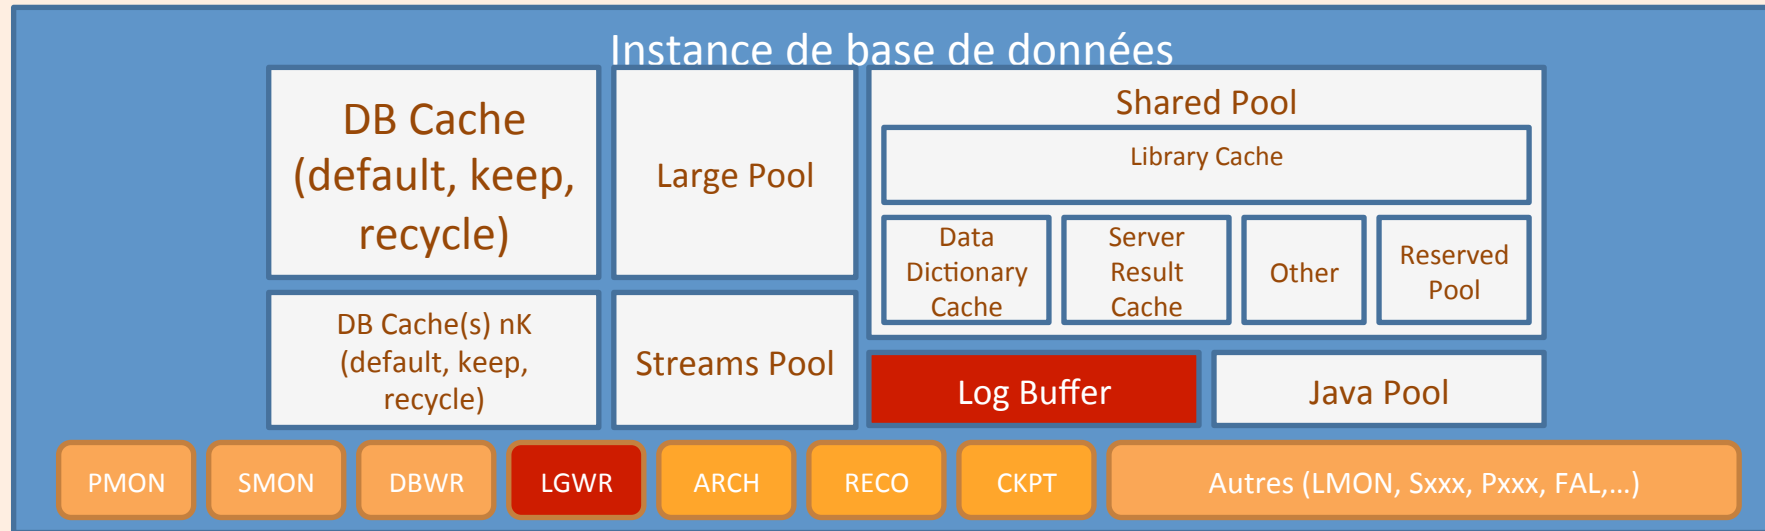 Instance de base de données
DB Cache
(default, keep,
recycle)
Large Pool
Shared Pool
Library Cache
Data
Dictionary
Cache
Server
Result
Cache
Other
Reserved
Pool
DB Cache(s) nK
(default, keep,
recycle)
Streams Pool
Log Buffer
Java Pool
PMON
SMON
DBWR
LGWR
ARCH
RECO
CKPT
Autres (LMON, Sxxx, Pxxx, FAL,...)